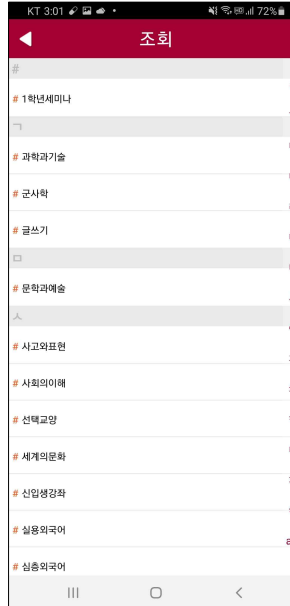 KT 3:01
72%
조회
#
# 1학년세미나
ㄱ
# 과학과기술
# 군사학
# 글쓰기
ㅁ
# 문학과예술
ㅅ
# 사고와표현
# 사회의이해
# 선택교양
# 세계의문화
# 신입생강좌
# 실용외국어
# 심층외국어